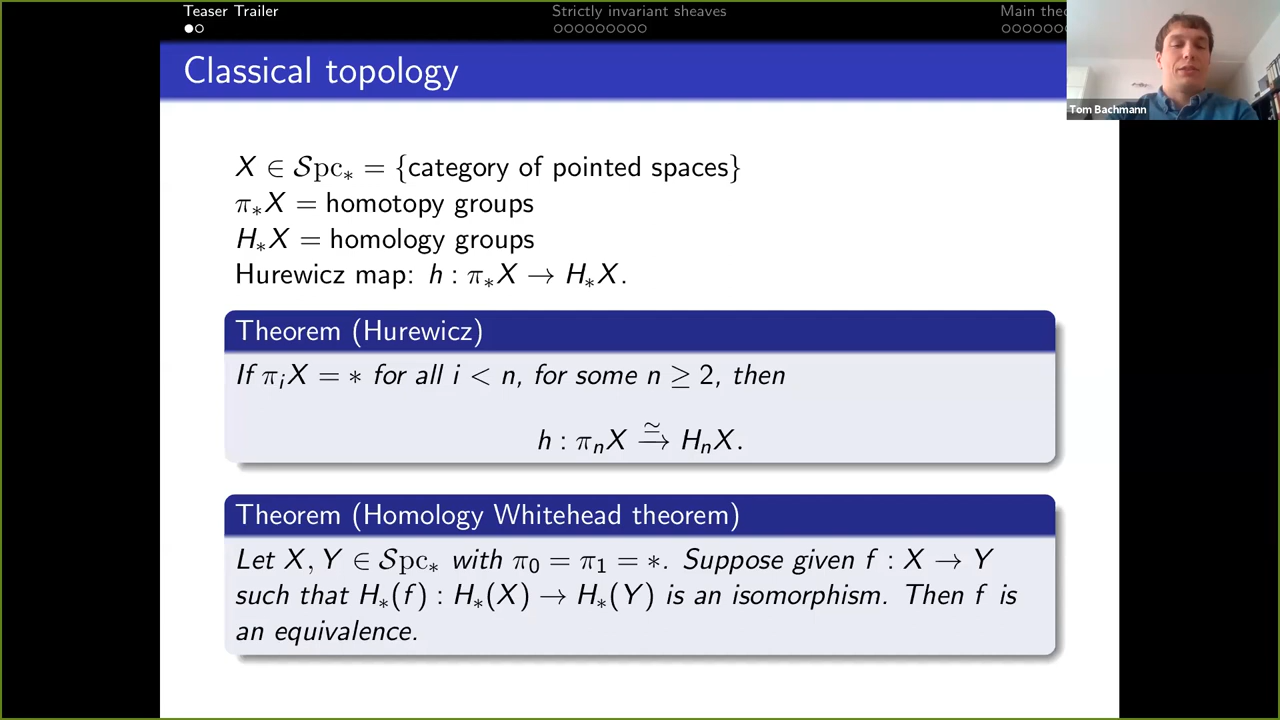 Teaser Trailer
Strictly invariant sheaves
Main theo
Classical topology
Tom Bachmann
X ∈ 𝒮pc∗ = {category of pointed spaces}
π∗X = homotopy groups
H∗X = homology groups
Hurewicz map: h : π∗X → H∗X.
Theorem (Hurewicz)
If πᵢX = ∗ for all i < n, for some n ≥ 2, then
h : πₙX ≃→ HₙX.
Theorem (Homology Whitehead theorem)
Let X, Y ∈ 𝒮pc∗ with π₀ = π₁ = ∗. Suppose given f : X → Y
such that H∗(f) : H∗(X) → H∗(Y) is an isomorphism. Then f is
an equivalence.